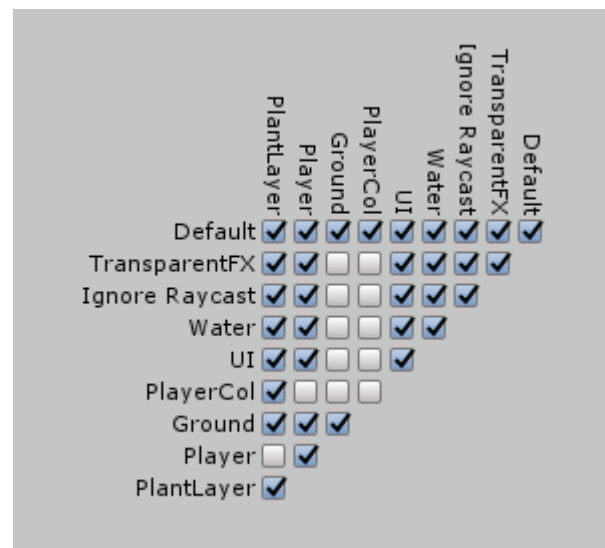 PlantLayer
Player
Ground
PlayerCol
UI
Water
Ignore Raycast
TransparentFX
Default
Default
TransparentFX
Ignore Raycast
Water
UI
PlayerCol
Ground
Player
PlantLayer